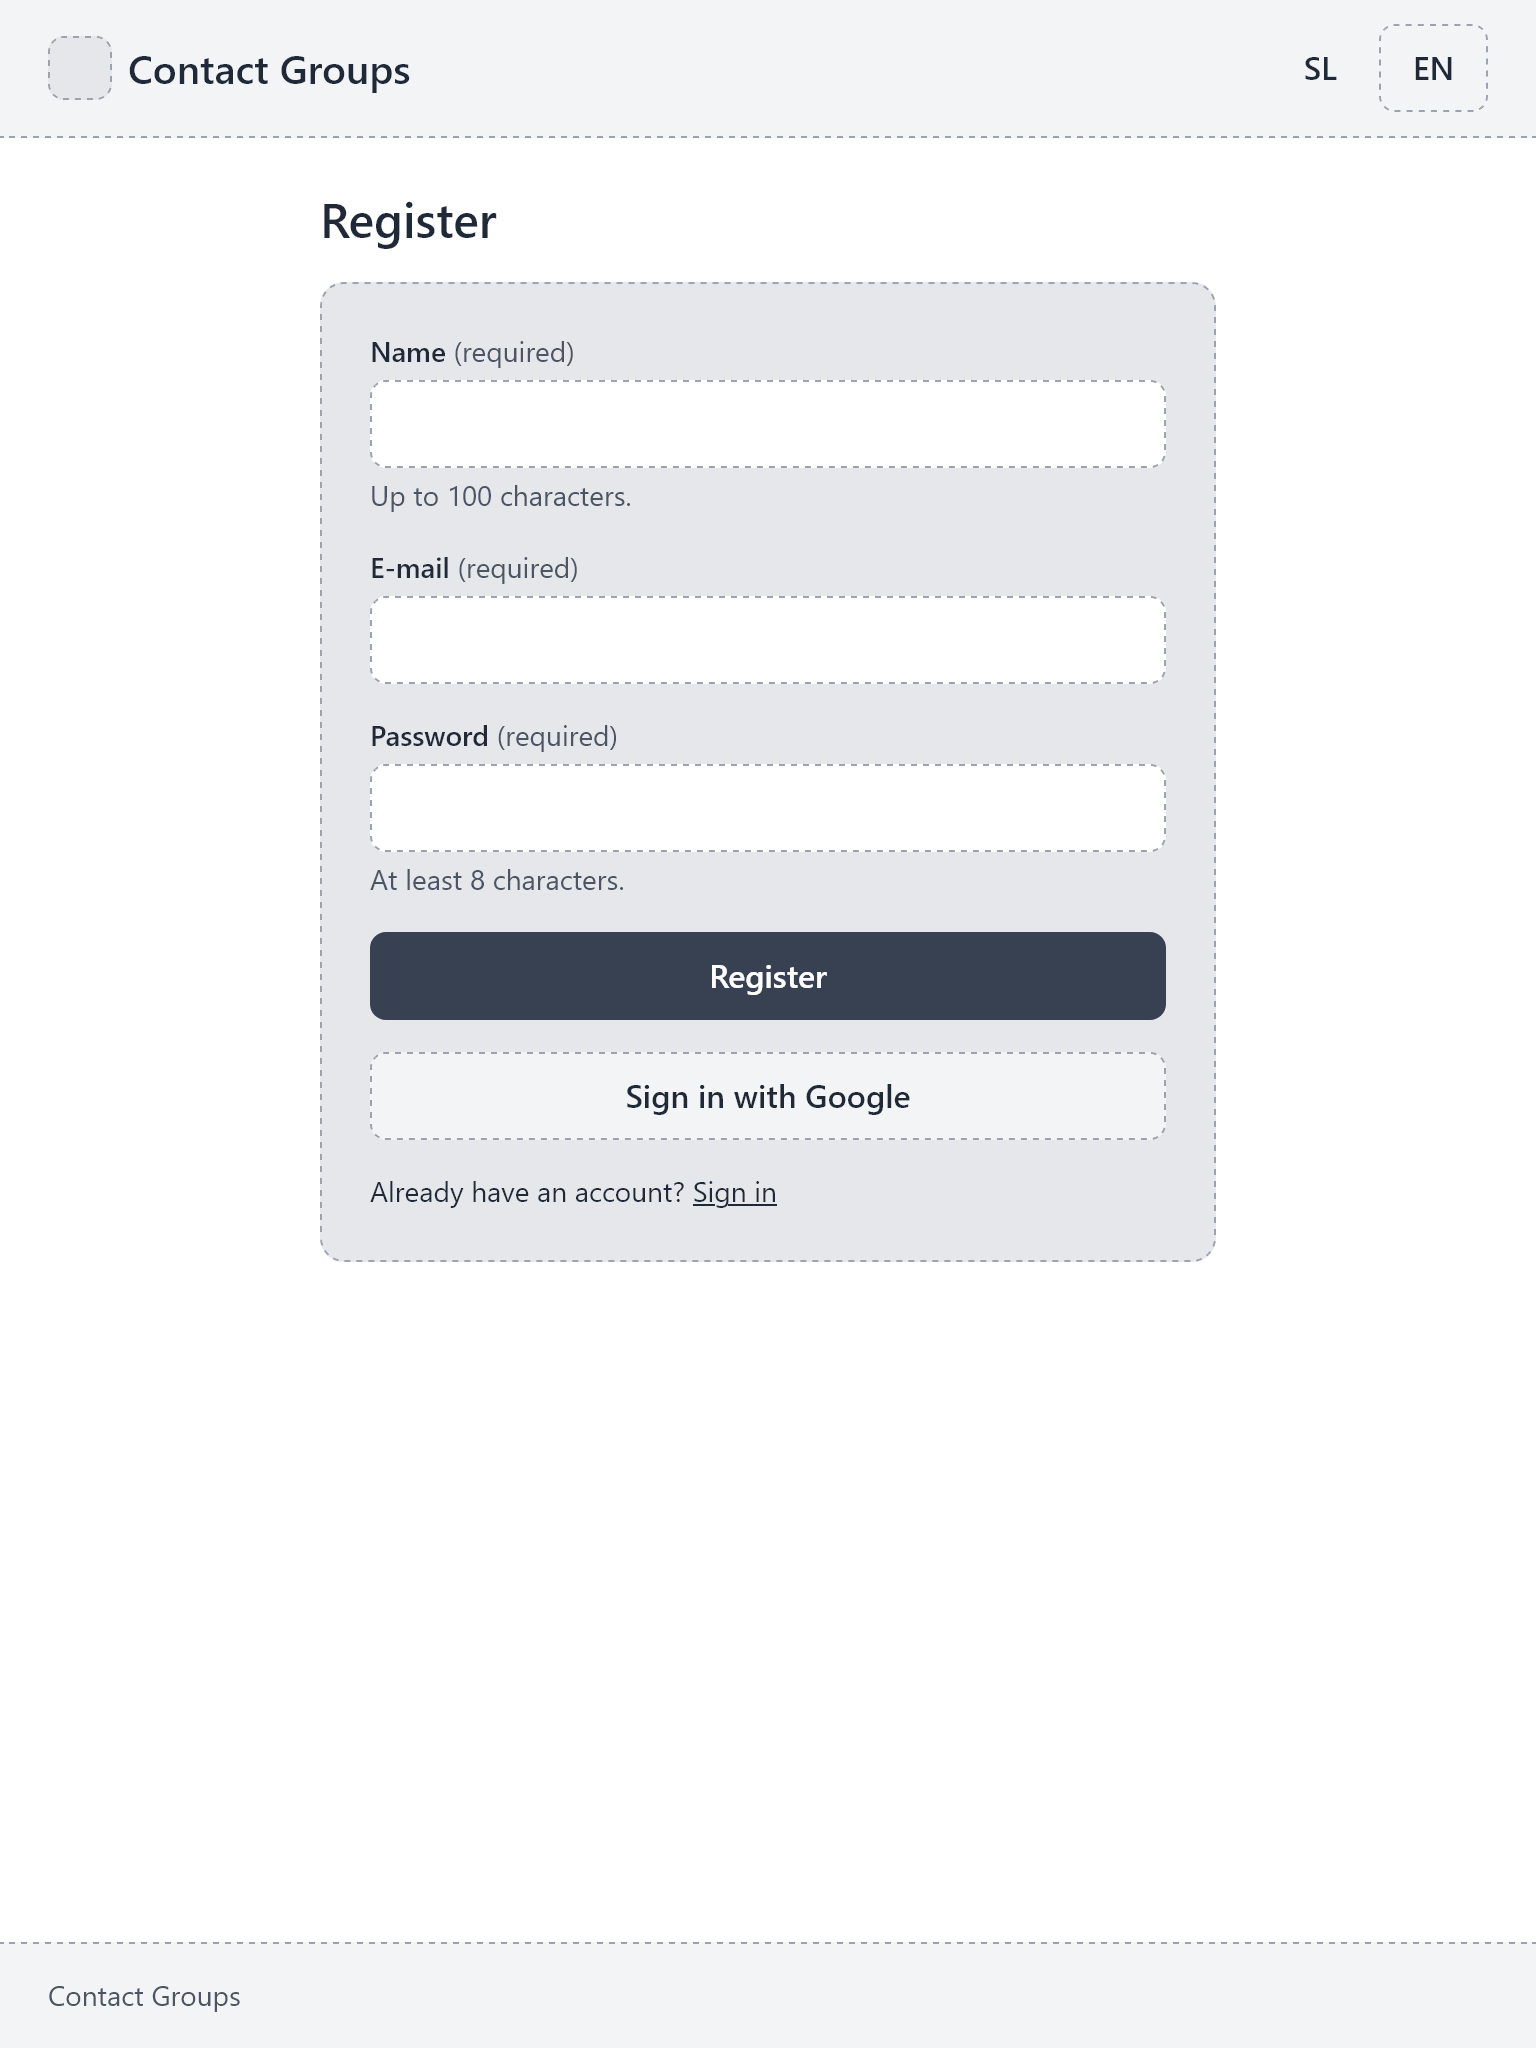 Contact Groups
SL
EN
Register
Name (required)
Up to 100 characters.
E-mail (required)
Password (required)
At least 8 characters.
Register
Sign in with Google
Already have an account? Sign in
Contact Groups